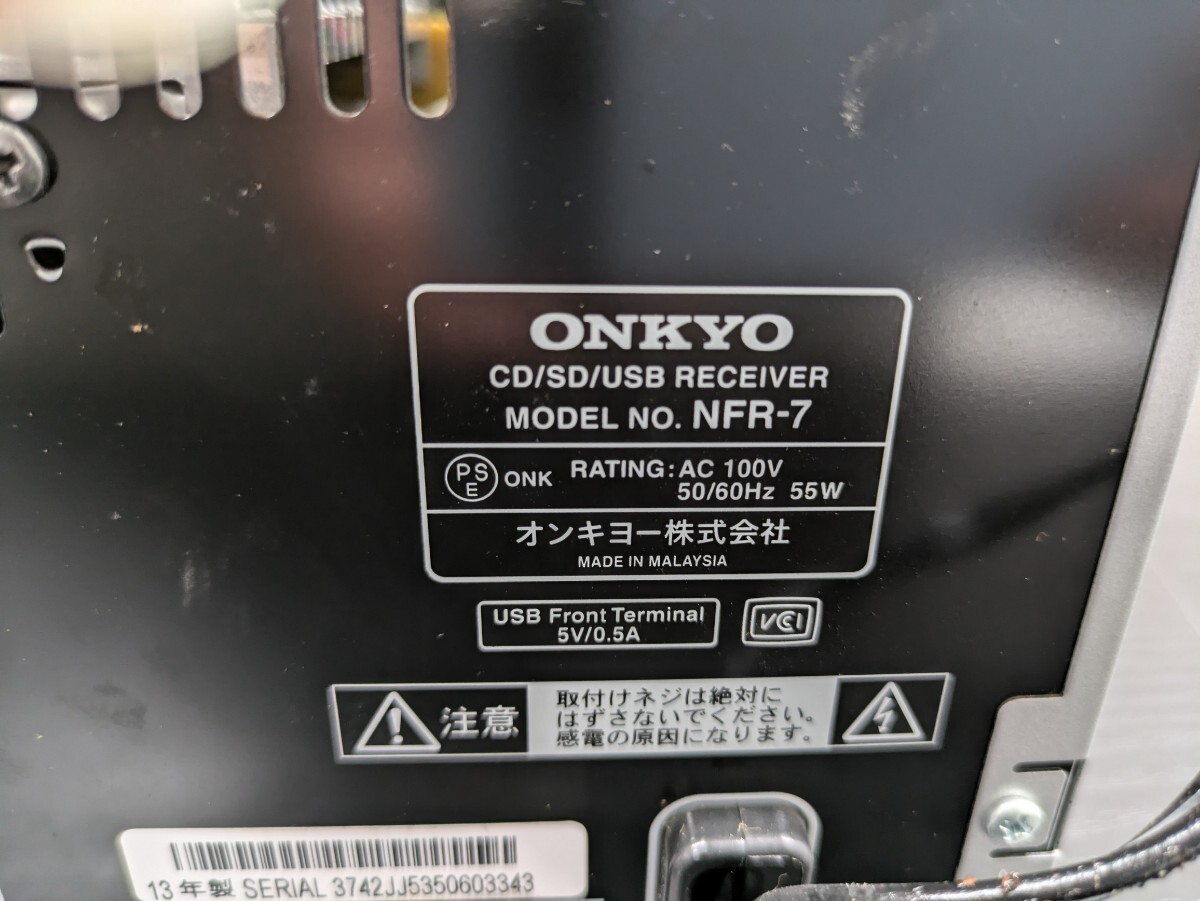 ONKYO
CD/SD/USB RECEIVER
MODEL NO. NFR-7
PSE ONK RATING: AC 100V
50/60Hz 55W
オンキヨー株式会社
MADE IN MALAYSIA
USB Front Terminal
5V/0.5A
VCCI
注意
取付けネジは絶対に
はずさないでください。
感電の原因になります。
13年製 SERIAL 3742JJ5350603343